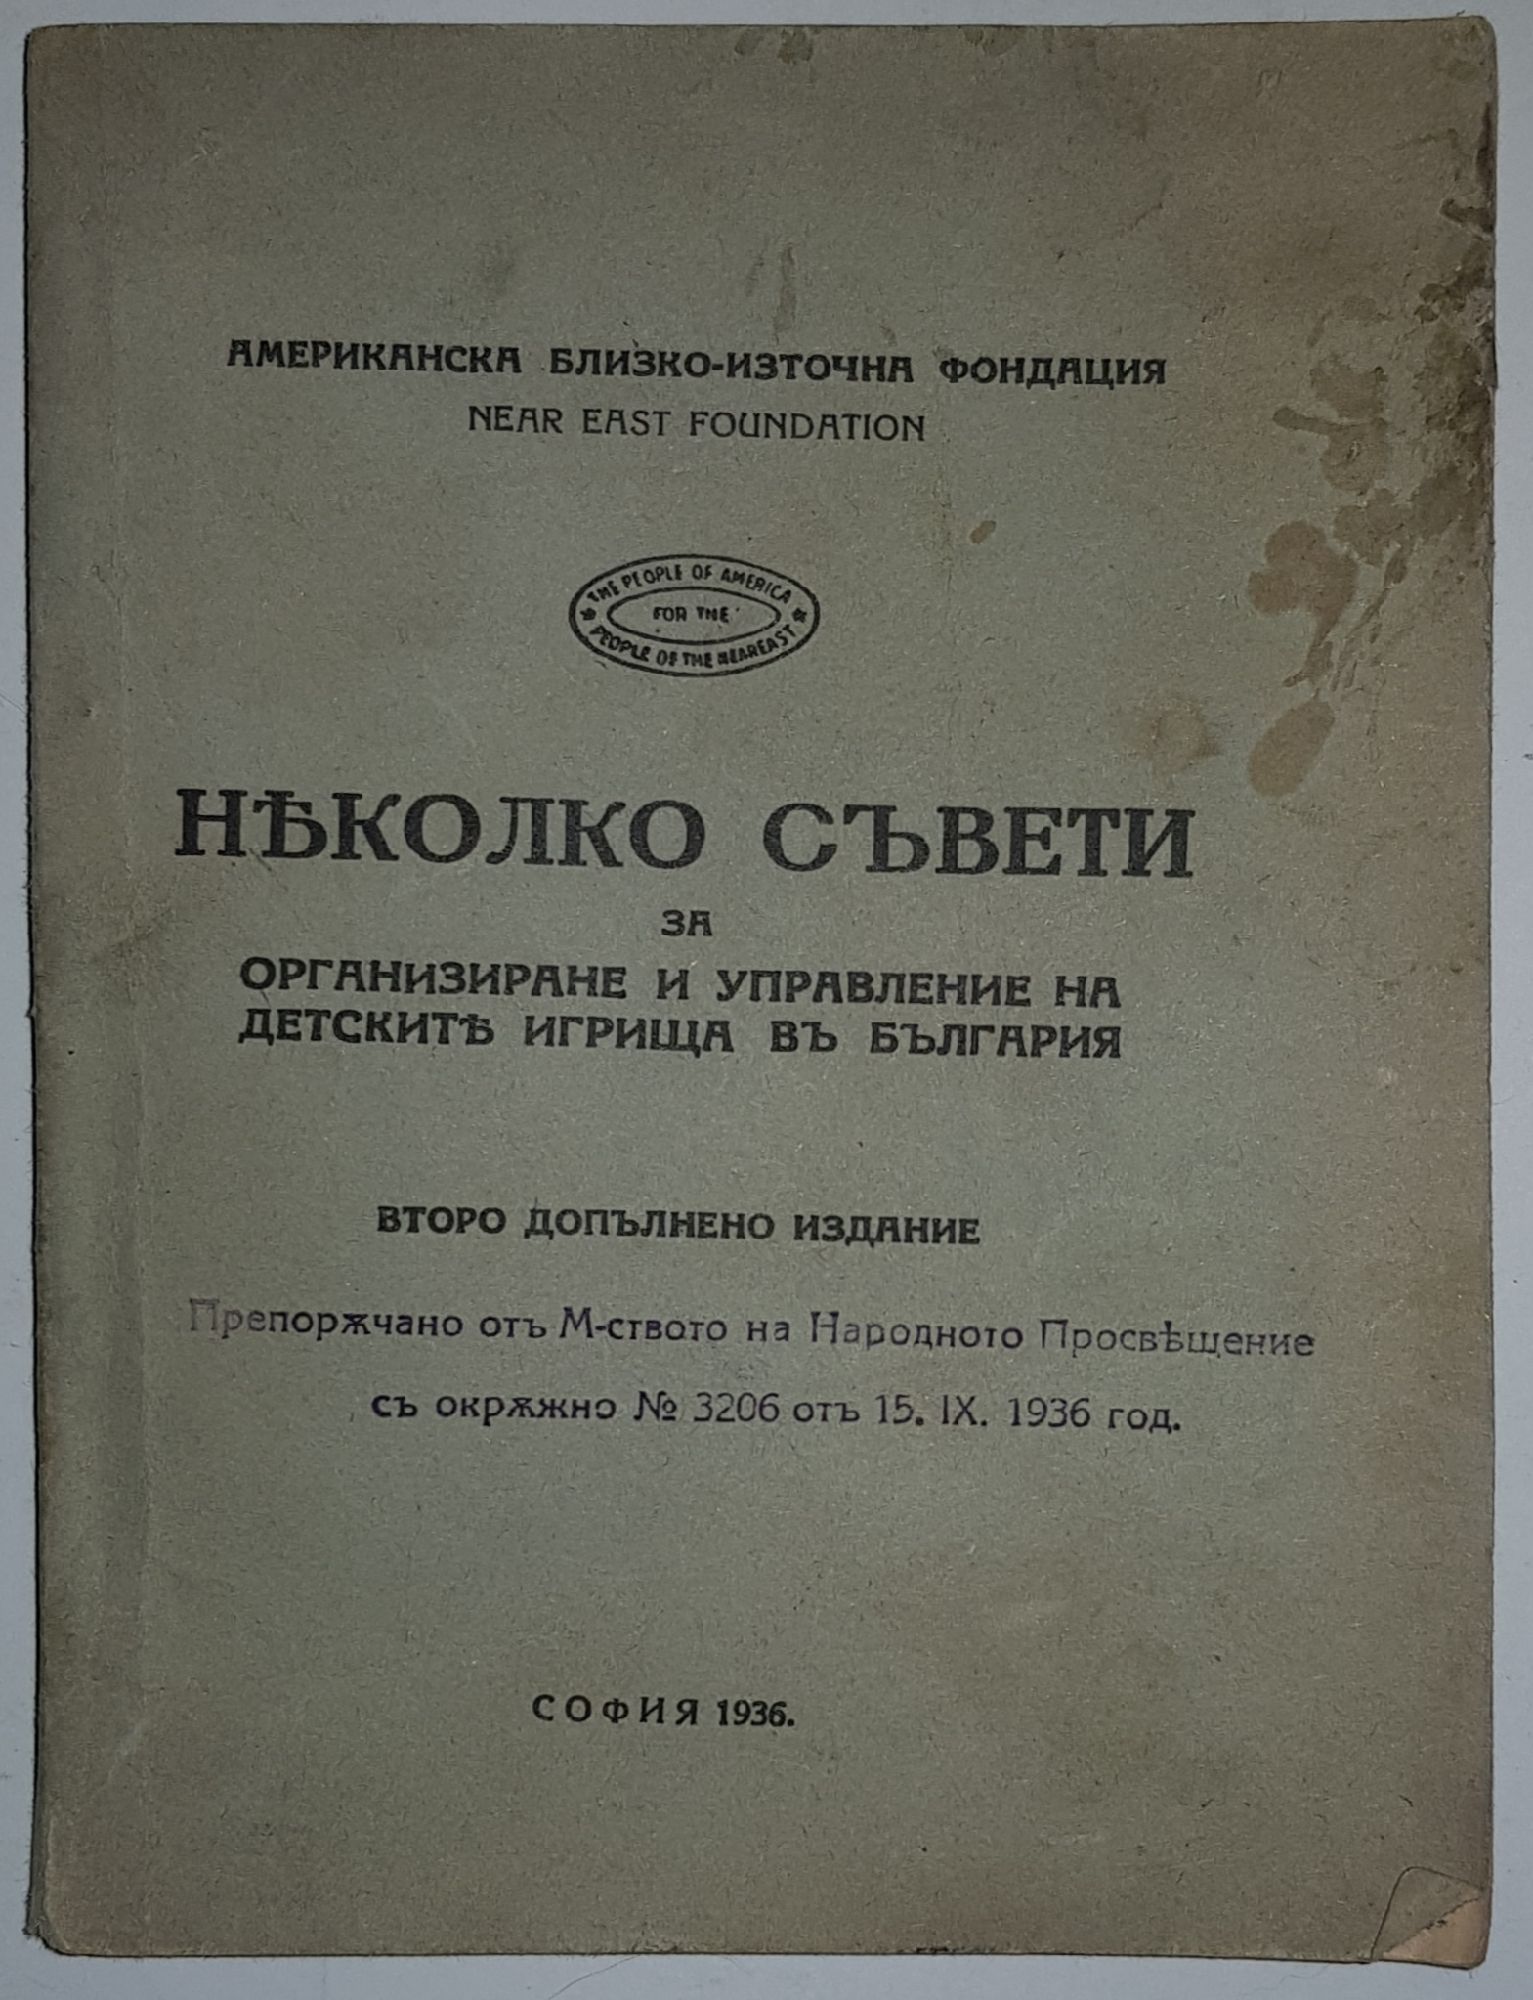 АМЕРИКАНСКА БЛИЗКО-ИЗТОЧНА ФОНДАЦИЯ
NEAR EAST FOUNDATION
THE PEOPLE OF AMERICA
FOR THE
PEOPLE OF THE NEAREAST
НѢКОЛКО СЪВЕТИ
ЗА
ОРГАНИЗИРАНЕ И УПРАВЛЕНИЕ НА
ДЕТСКИТѢ ИГРИЩА ВЪ БЪЛГАРИЯ
ВТОРО ДОПЪЛНЕНО ИЗДАНИЕ
Препорѫчано отъ М-ството на Народното Просвѣщение
съ окрѫжно № 3206 отъ 15. IX. 1936 год.
СОФИЯ 1936.